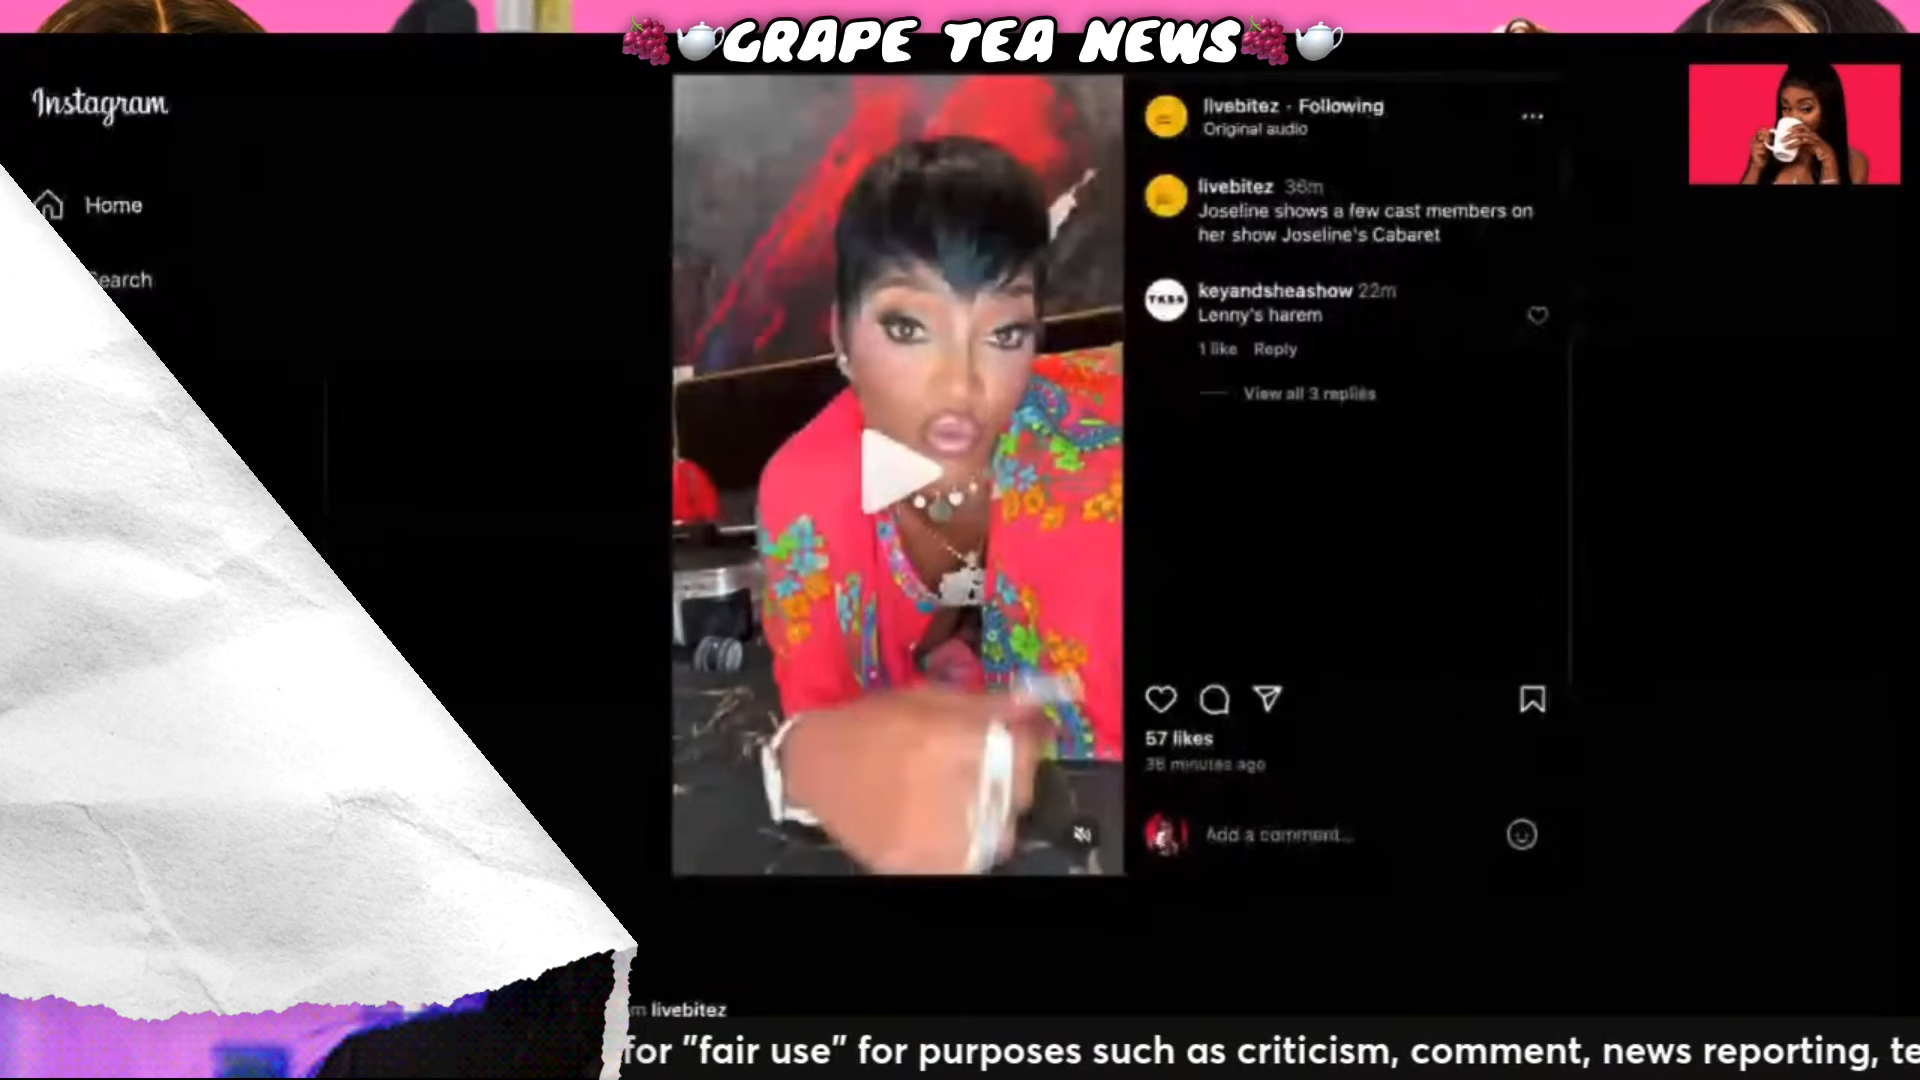 GRAPE TEA NEWS
Instagram
Home
earch
livebitez · Following
Original audio
livebitez 36m
Joseline shows a few cast members on
her show Joseline's Cabaret
keyandsheashow 22m
Lenny's harem
1 like Reply
View all 3 replies
57 likes
36 minutes ago
Add a comment...
m livebitez
for "fair use" for purposes such as criticism, comment, news reporting, te